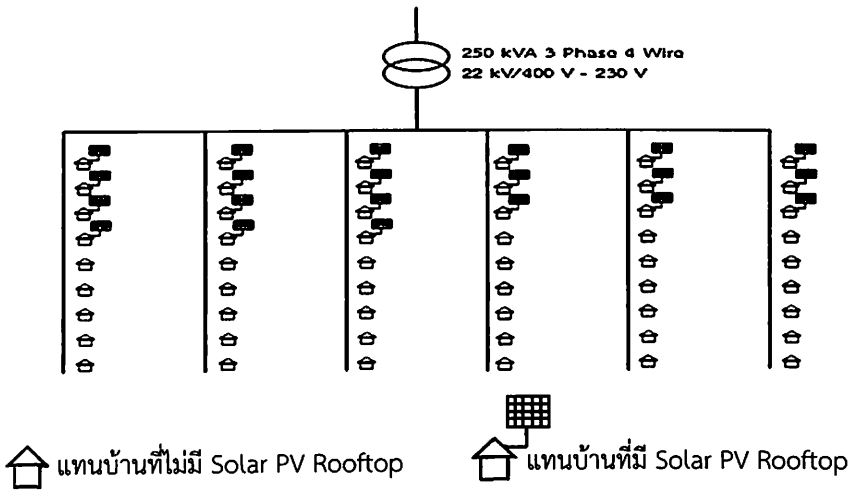 250 kVA 3 Phase 4 Wire
22 kV/400 V - 230 V
แทนบ้านที่ไม่มี Solar PV Rooftop
แทนบ้านที่มี Solar PV Rooftop